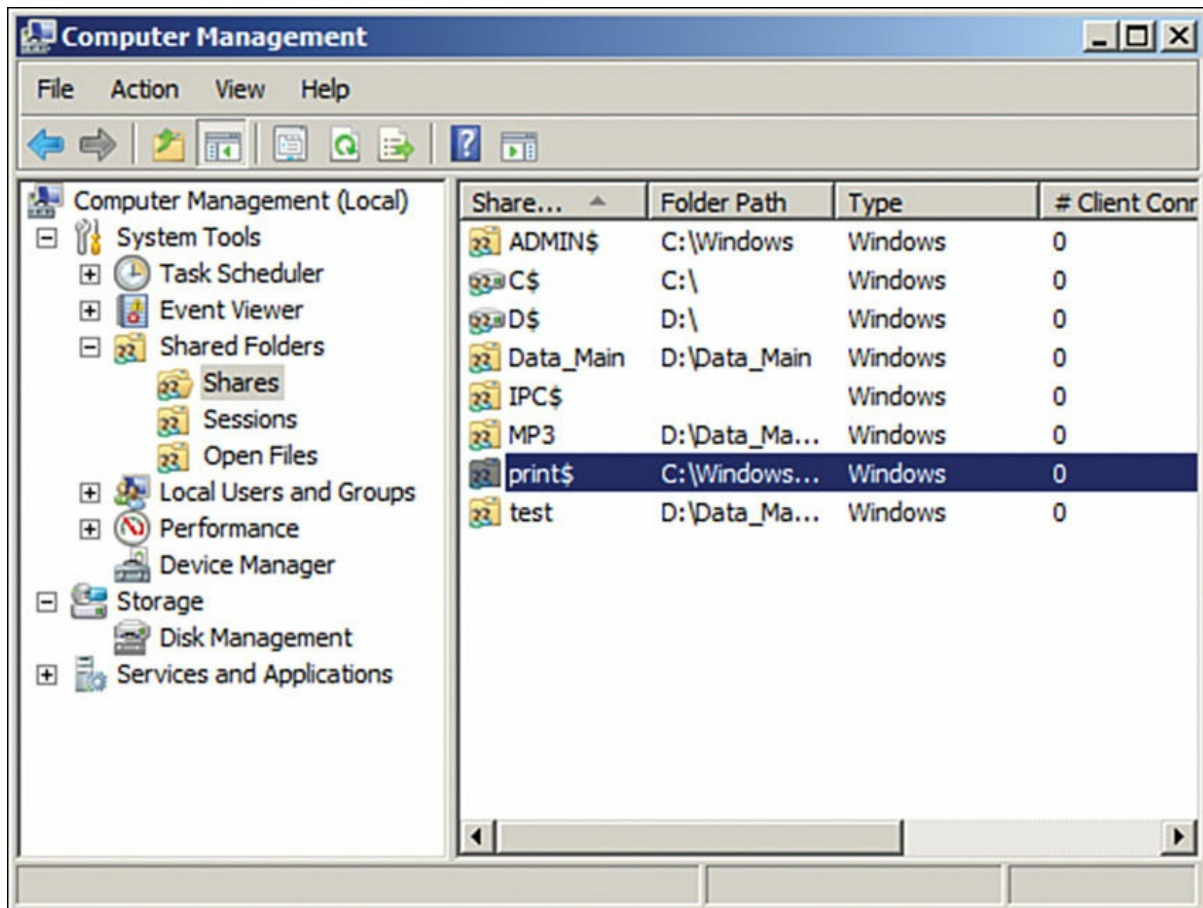 Computer Management
File Action View Help
Computer Management (Local)
System Tools
Task Scheduler
Event Viewer
Shared Folders
Shares
Sessions
Open Files
Local Users and Groups
Performance
Device Manager
Storage
Disk Management
Services and Applications
Share... Folder Path Type # Client Conr
ADMIN$ C:\Windows Windows 0
C$ C:\ Windows 0
D$ D:\ Windows 0
Data_Main D:\Data_Main Windows 0
IPC$ Windows 0
MP3 D:\Data_Ma... Windows 0
print$ C:\Windows... Windows 0
test D:\Data_Ma... Windows 0